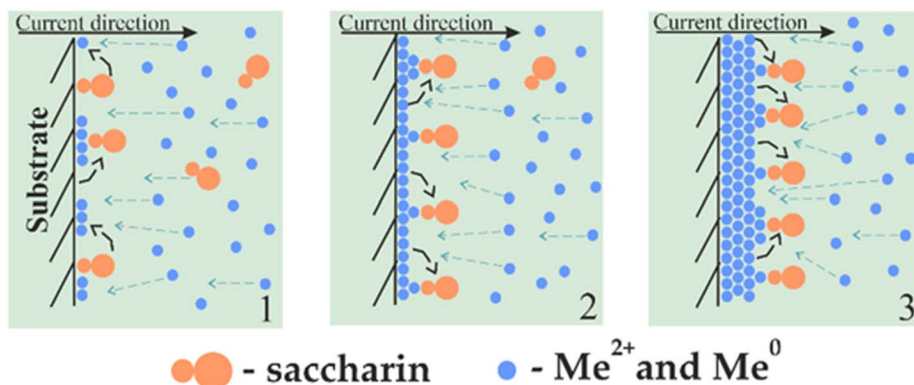 Current direction
Current direction
Current direction
Substrate
1
2
3
- saccharin
- Me²⁺ and Me⁰